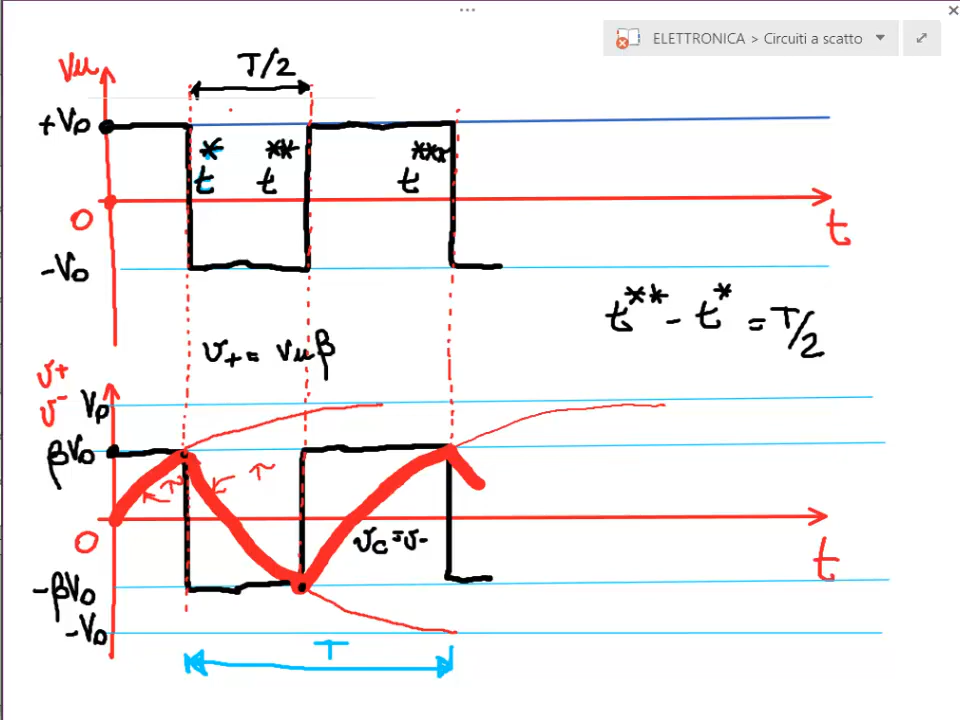 ELETTRONICA > Circuiti a scatto
T/2
vu
+Vo
t* t** t***
0
t
-Vo
t** - t* = T/2
v+ = vu β
v+
v-
Vo
βVo
τ τ
0
vc = v-
t
-βVo
-Vo
T